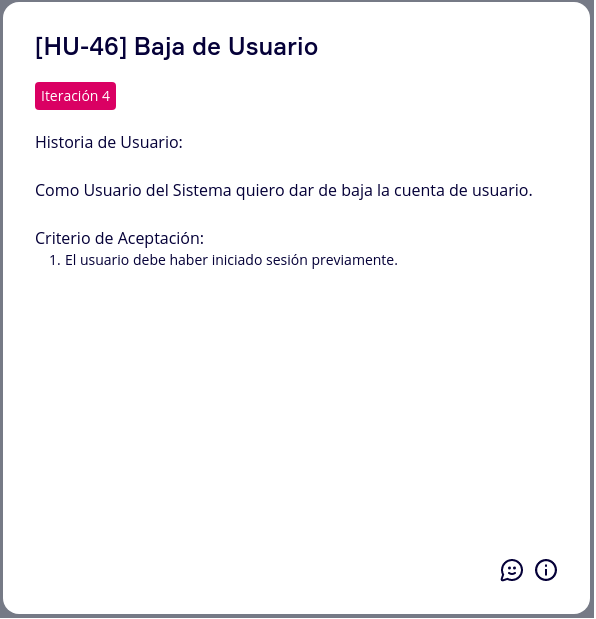 [HU-46] Baja de Usuario
Iteración 4
Historia de Usuario:
Como Usuario del Sistema quiero dar de baja la cuenta de usuario.
Criterio de Aceptación:
1. El usuario debe haber iniciado sesión previamente.